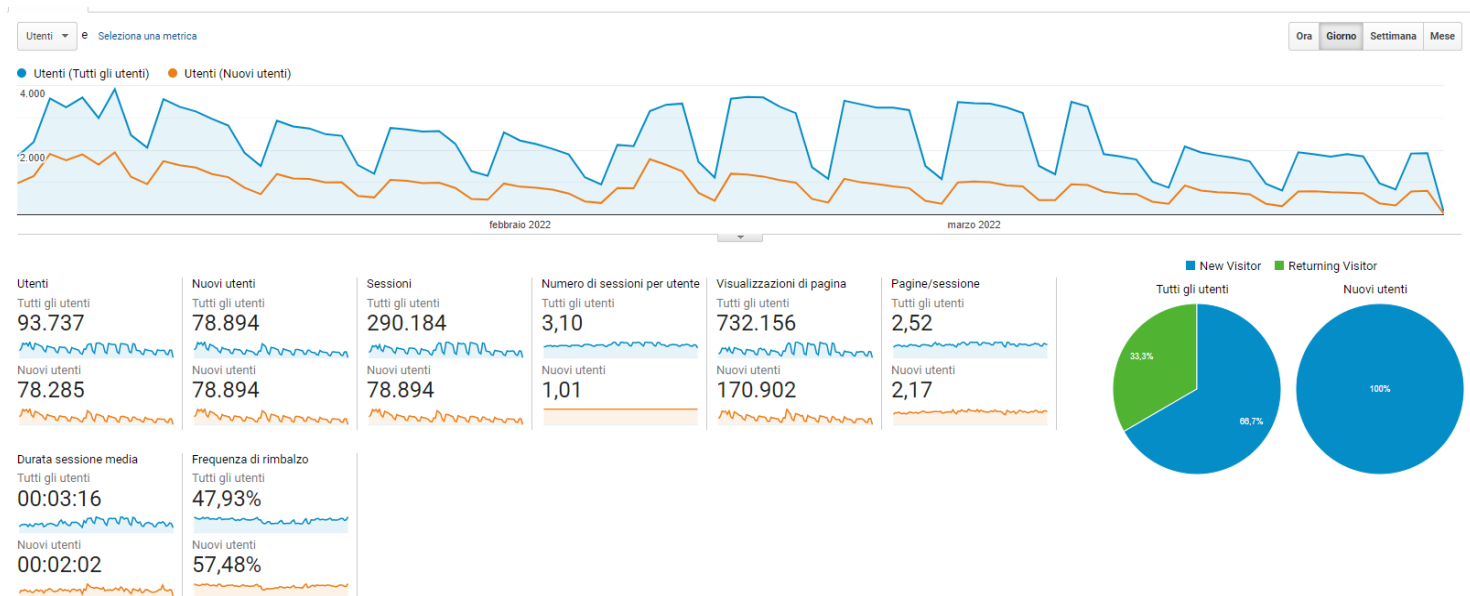 Utenti e Seleziona una metrica
Ora Giorno Settimana Mese
Utenti (Tutti gli utenti) Utenti (Nuovi utenti)
4.000
2.000
febbraio 2022 marzo 2022
New Visitor Returning Visitor
Utenti Nuovi utenti Sessioni Numero di sessioni per utente Visualizzazioni di pagina Pagine/sessione
Tutti gli utenti Tutti gli utenti Tutti gli utenti Tutti gli utenti Tutti gli utenti Tutti gli utenti
93.737 78.894 290.184 3,10 732.156 2,52
Nuovi utenti Nuovi utenti Nuovi utenti Nuovi utenti Nuovi utenti Nuovi utenti
78.285 78.894 78.894 1,01 170.902 2,17
Tutti gli utenti Nuovi utenti
33,3%
66,7%
100%
Durata sessione media Frequenza di rimbalzo
Tutti gli utenti Tutti gli utenti
00:03:16 47,93%
Nuovi utenti Nuovi utenti
00:02:02 57,48%